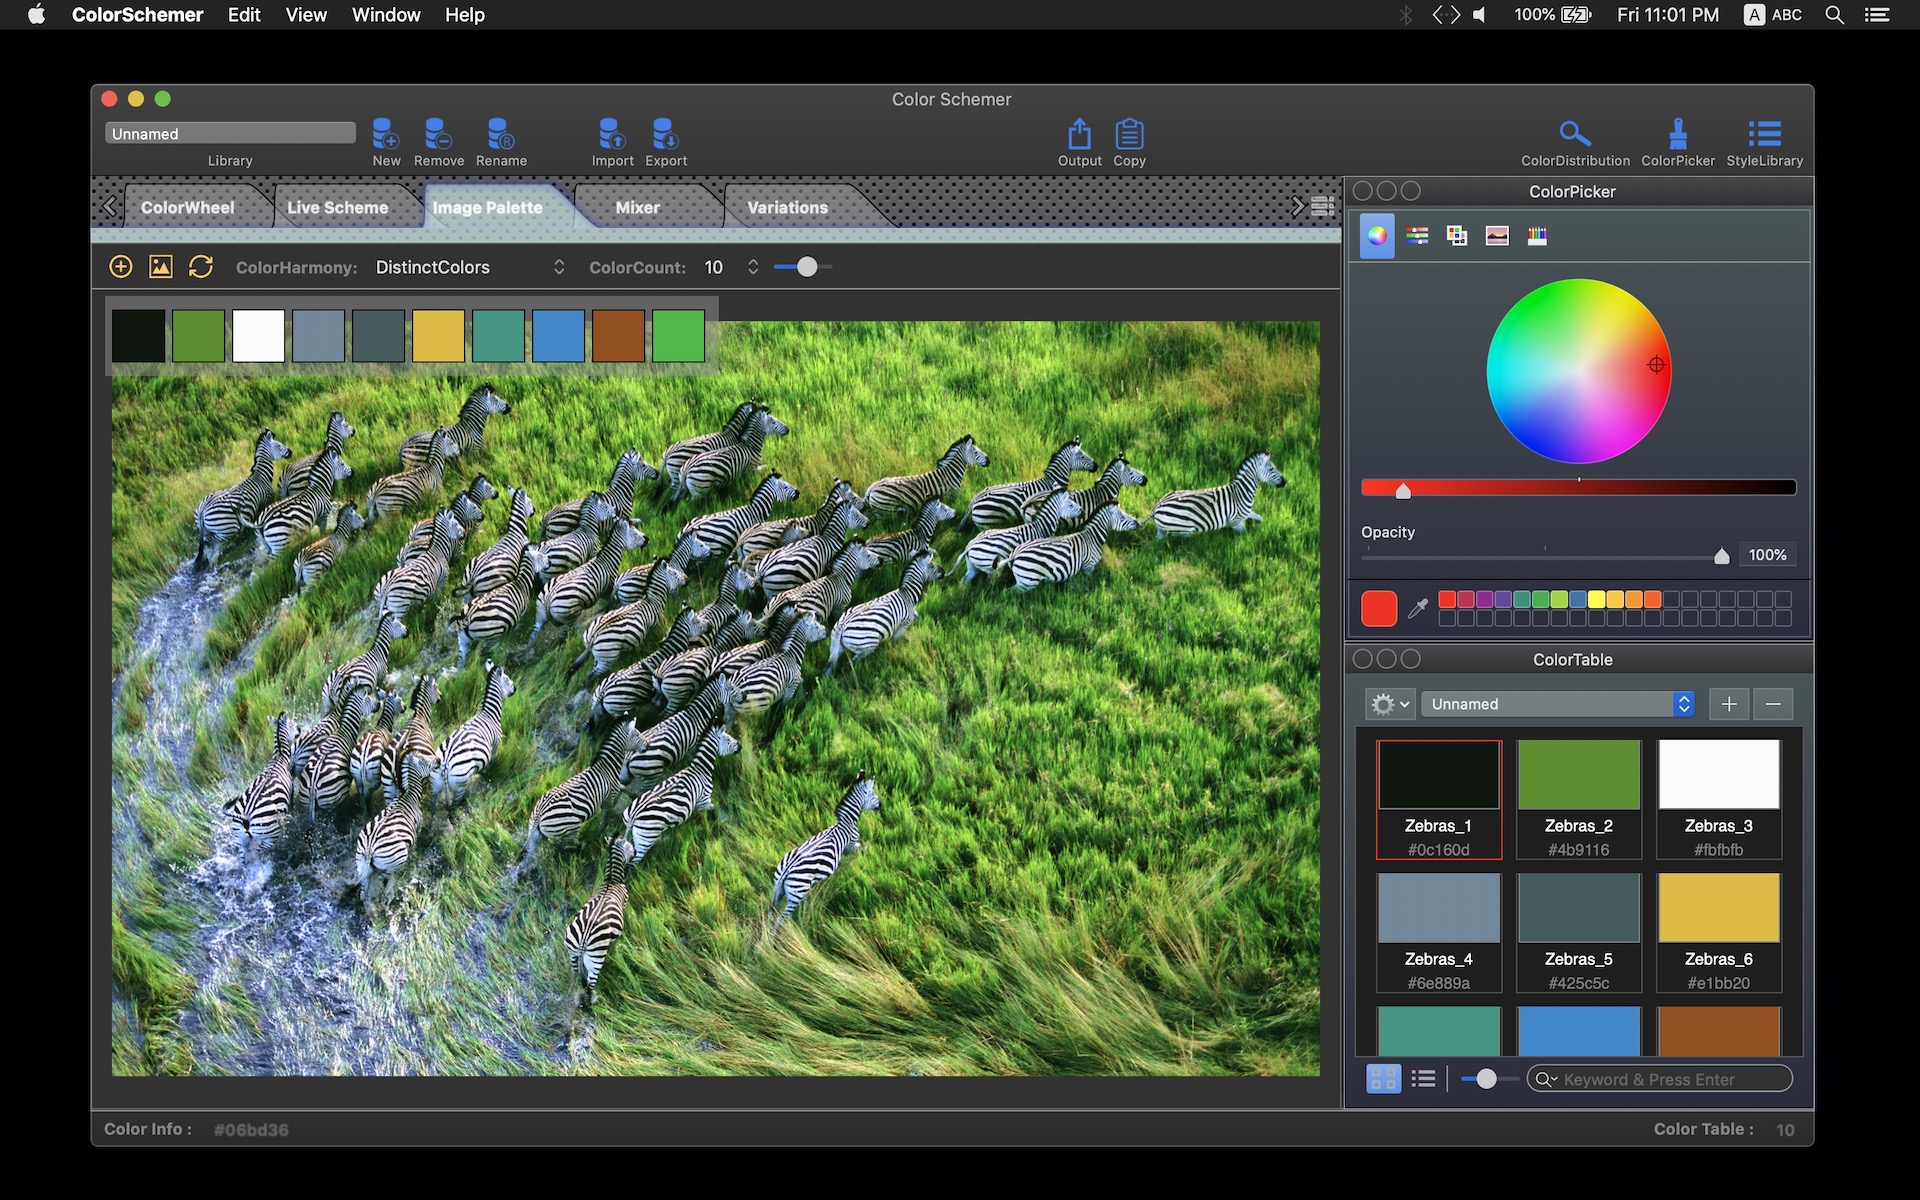 ColorSchemer Edit View Window Help
100% Fri 11:01 PM A ABC
Color Schemer
Unnamed
Library New Remove Rename Import Export Output Copy ColorDistribution ColorPicker StyleLibrary
ColorWheel Live Scheme Image Palette Mixer Variations
ColorHarmony: DistinctColors ColorCount: 10
ColorPicker
Opacity
100%
ColorTable
Unnamed
Zebras_1 Zebras_2 Zebras_3
#0c160d #4b9116 #fbfbfb
Zebras_4 Zebras_5 Zebras_6
#6e889a #425c5c #e1bb20
Keyword & Press Enter
Color Info : #06bd36 Color Table : 10